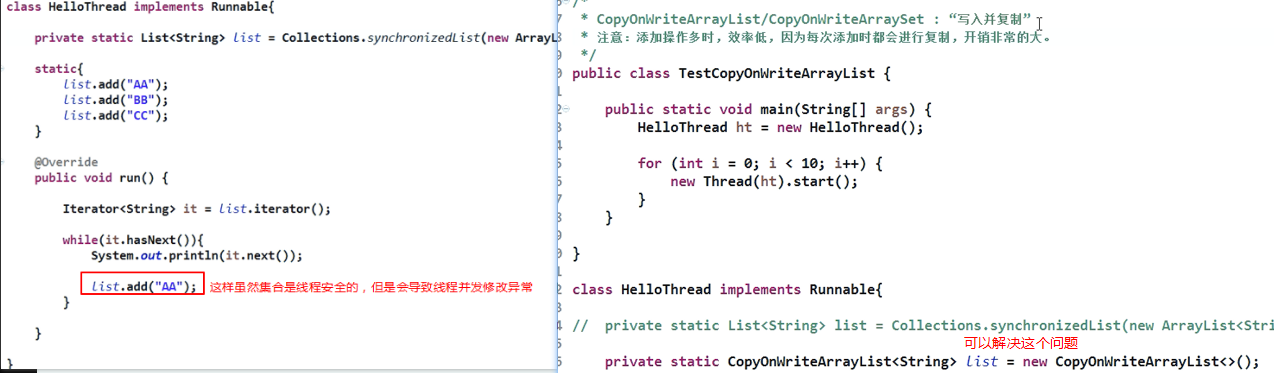 class HelloThread implements Runnable{
private static List<String> list = Collections.synchronizedList(new ArrayL
static{
list.add("AA");
list.add("BB");
list.add("CC");
}
@Override
public void run() {
Iterator<String> it = list.iterator();
while(it.hasNext()){
System.out.println(it.next());
list.add("AA"); 这样虽然集合是线程安全的，但是会导致线程并发修改异常
}
}
}
/*
* CopyOnWriteArrayList/CopyOnWriteArraySet : “写入并复制”
* 注意：添加操作多时，效率低，因为每次添加时都会进行复制，开销非常的大。
*/
public class TestCopyOnWriteArrayList {
public static void main(String[] args) {
HelloThread ht = new HelloThread();
for (int i = 0; i < 10; i++) {
new Thread(ht).start();
}
}
}
class HelloThread implements Runnable{
// private static List<String> list = Collections.synchronizedList(new ArrayList<Stri
可以解决这个问题
private static CopyOnWriteArrayList<String> list = new CopyOnWriteArrayList<>();